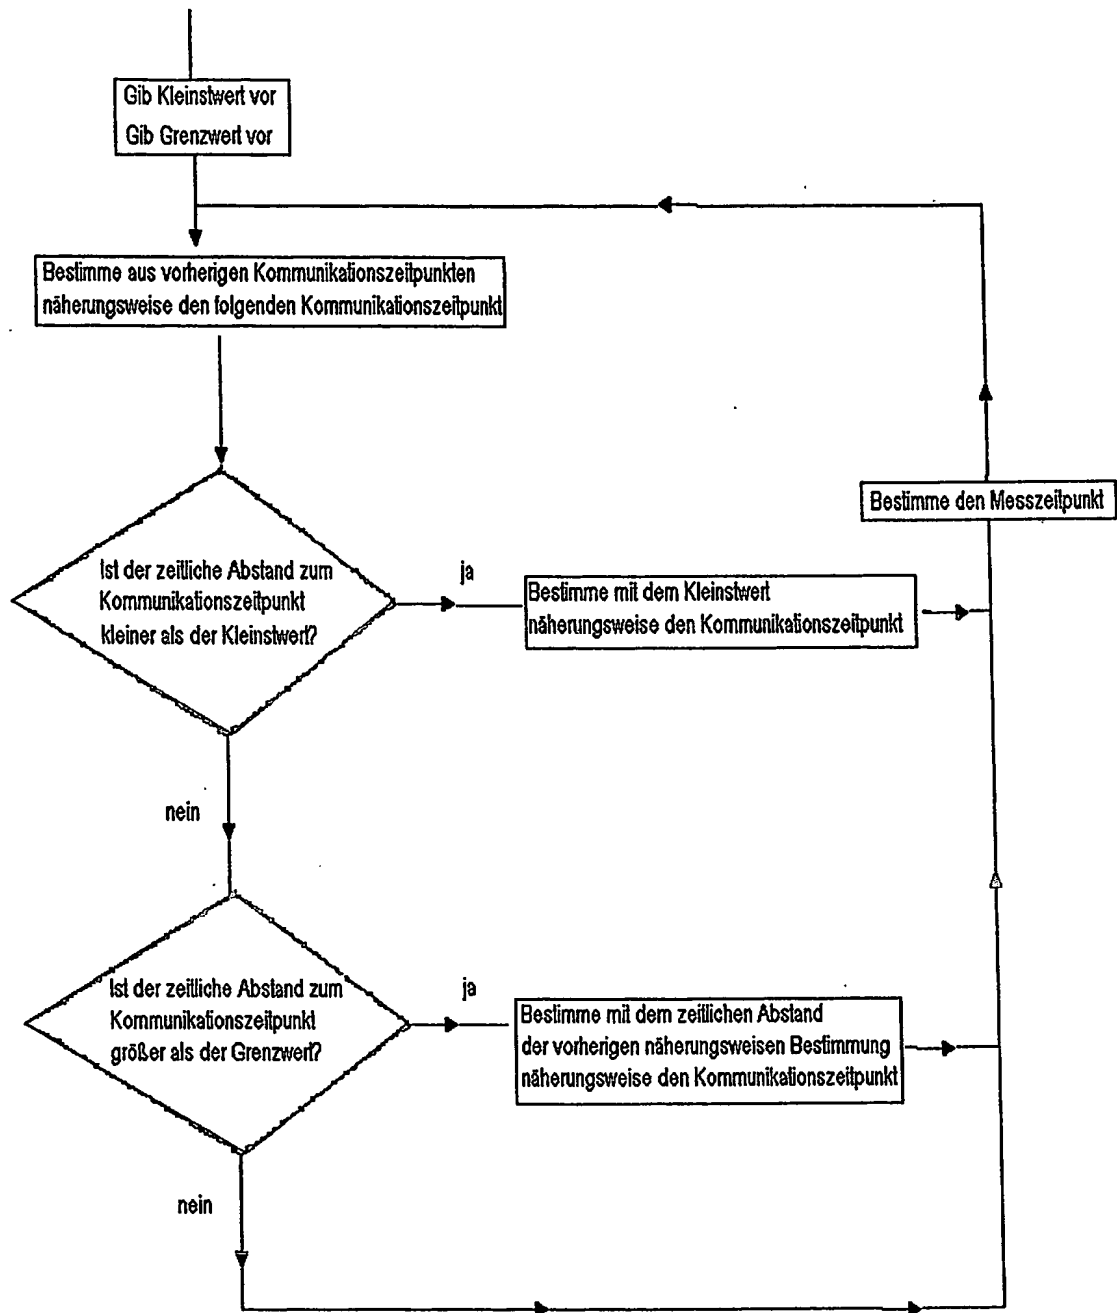 Gib Kleinstwert vor
Gib Grenzwert vor
Bestimme aus vorherigen Kommunikationszeitpunkten
näherungsweise den folgenden Kommunikationszeitpunkt
Bestimme den Messzeitpunkt
Ist der zeitliche Abstand zum
Kommunikationszeitpunkt
kleiner als der Kleinstwert?
ja
Bestimme mit dem Kleinstwert
näherungsweise den Kommunikationszeitpunkt
nein
Ist der zeitliche Abstand zum
Kommunikationszeitpunkt
größer als der Grenzwert?
ja
Bestimme mit dem zeitlichen Abstand
der vorherigen näherungsweisen Bestimmung
näherungsweise den Kommunikationszeitpunkt
nein